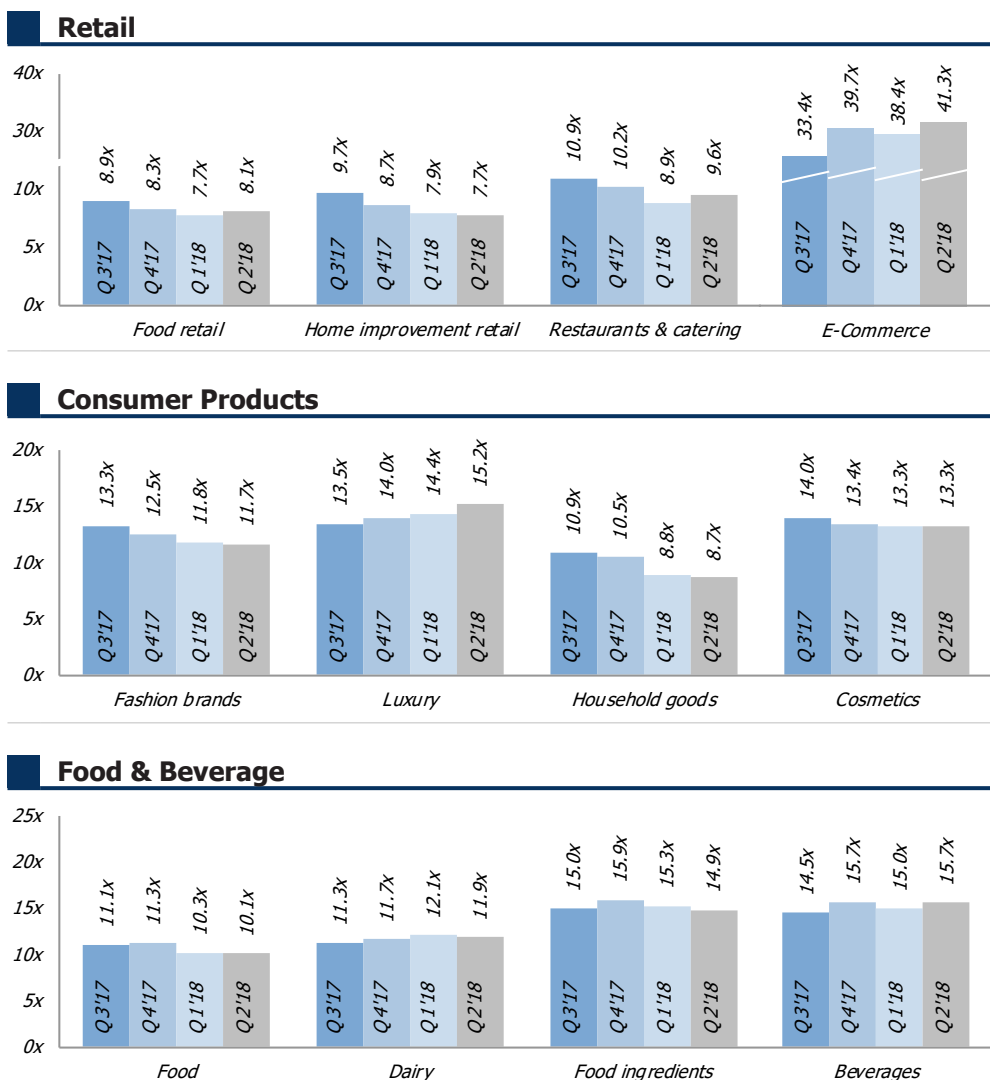 Retail
40x
30x
10x
5x
0x
8.9x 8.3x 7.7x 8.1x
9.7x 8.7x 7.9x 7.7x
10.9x 10.2x 8.9x 9.6x
33.4x 39.7x 38.4x 41.3x
Q3'17 Q4'17 Q1'18 Q2'18
Q3'17 Q4'17 Q1'18 Q2'18
Q3'17 Q4'17 Q1'18 Q2'18
Q3'17 Q4'17 Q1'18 Q2'18
Food retail Home improvement retail Restaurants & catering E-Commerce
Consumer Products
20x
15x
10x
5x
0x
13.3x 12.5x 11.8x 11.7x
13.5x 14.0x 14.4x 15.2x
10.9x 10.5x 8.8x 8.7x
14.0x 13.4x 13.3x 13.3x
Q3'17 Q4'17 Q1'18 Q2'18
Q3'17 Q4'17 Q1'18 Q2'18
Q3'17 Q4'17 Q1'18 Q2'18
Q3'17 Q4'17 Q1'18 Q2'18
Fashion brands Luxury Household goods Cosmetics
Food & Beverage
25x
20x
15x
10x
5x
0x
11.1x 11.3x 10.3x 10.1x
11.3x 11.7x 12.1x 11.9x
15.0x 15.9x 15.3x 14.9x
14.5x 15.7x 15.0x 15.7x
Q3'17 Q4'17 Q1'18 Q2'18
Q3'17 Q4'17 Q1'18 Q2'18
Q3'17 Q4'17 Q1'18 Q2'18
Q3'17 Q4'17 Q1'18 Q2'18
Food Dairy Food ingredients Beverages